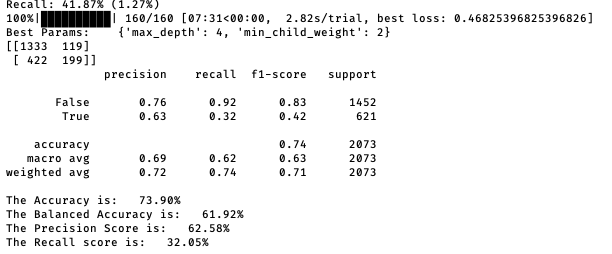 Recall: 41.87% (1.27%)
100%|██████████| 160/160 [07:31<00:00,  2.82s/trial, best loss: 0.46825396825396826]
Best Params:    {'max_depth': 4, 'min_child_weight': 2}
[[1333  119]
 [ 422  199]]
              precision    recall  f1-score   support

       False       0.76      0.92      0.83      1452
        True       0.63      0.32      0.42       621

    accuracy                           0.74      2073
   macro avg       0.69      0.62      0.63      2073
weighted avg       0.72      0.74      0.71      2073

The Accuracy is:   73.90%
The Balanced Accuracy is:   61.92%
The Precision Score is:   62.58%
The Recall score is:   32.05%